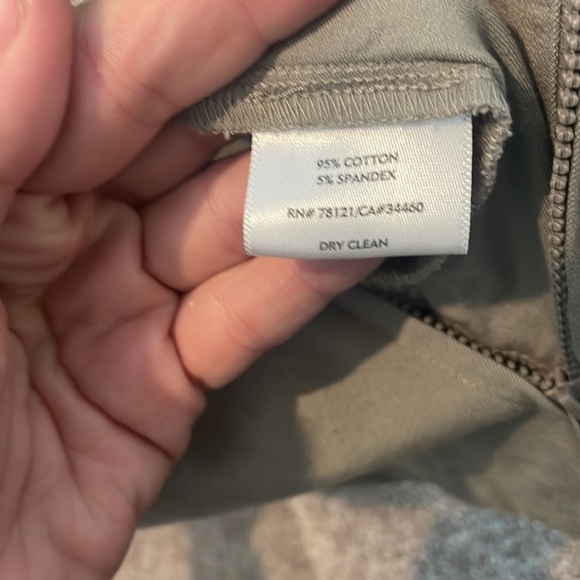 95% COTTON
5% SPANDEX
RN# 78121/CA#34460
DRY CLEAN